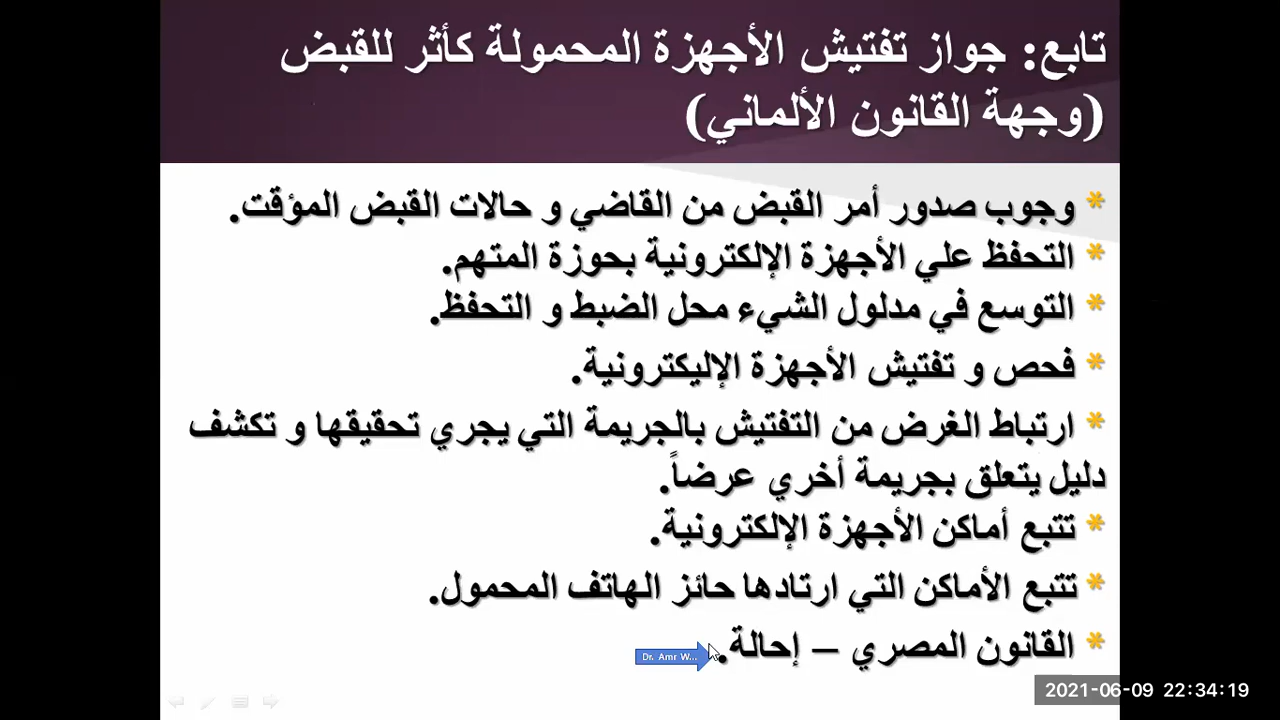 تابع: جواز تفتيش الأجهزة المحمولة كأثر للقبض
(وجهة القانون الألماني)
* وجوب صدور أمر القبض من القاضي و حالات القبض المؤقت.
* التحفظ علي الأجهزة الإلكترونية بحوزة المتهم.
* التوسع في مدلول الشيء محل الضبط و التحفظ.
* فحص و تفتيش الأجهزة الإليكترونية.
* ارتباط الغرض من التفتيش بالجريمة التي يجري تحقيقها و تكشف
دليل يتعلق بجريمة أخري عرضاً.
* تتبع أماكن الأجهزة الإلكترونية.
* تتبع الأماكن التي ارتادها حائز الهاتف المحمول.
* القانون المصري – إحالة.
Dr. Amr W...
2021-06-09 22:34:19